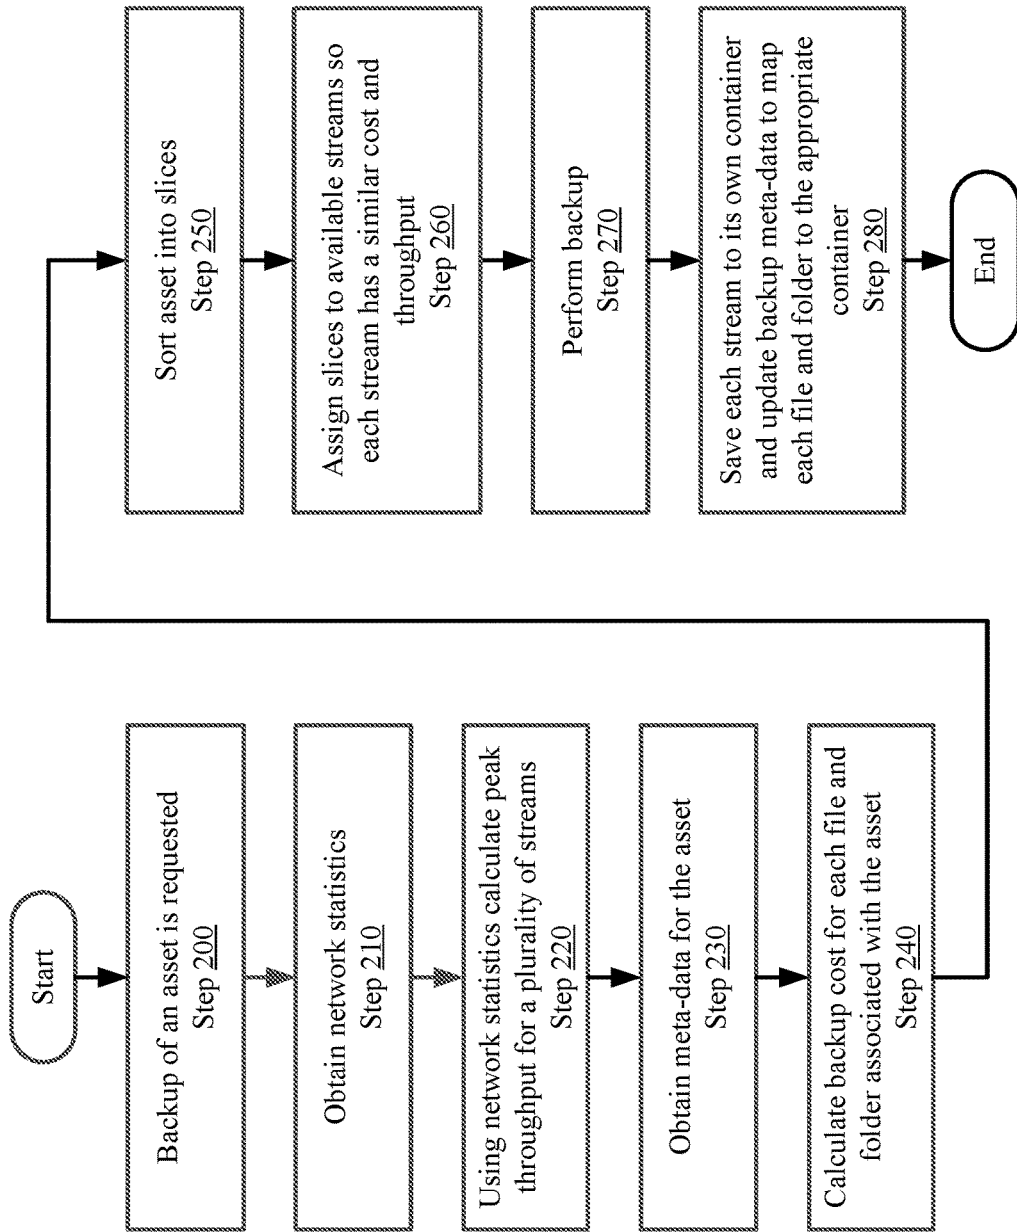 Start
Backup of an asset is requested
Step 200
Obtain network statistics
Step 210
Using network statistics calculate peak
throughput for a plurality of streams
Step 220
Obtain meta-data for the asset
Step 230
Calculate backup cost for each file and
folder associated with the asset
Step 240
Sort asset into slices
Step 250
Assign slices to available streams so
each stream has a similar cost and
throughput
Step 260
Perform backup
Step 270
Save each stream to its own container
and update backup meta-data to map
each file and folder to the appropriate
container
Step 280
End